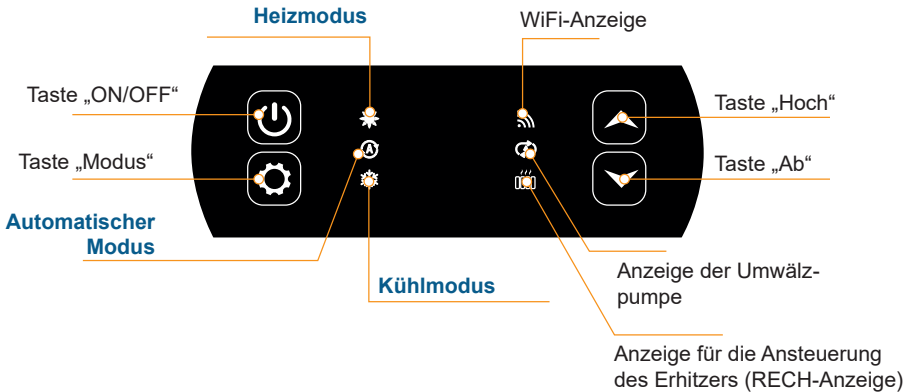 Heizmodus
WiFi-Anzeige
Taste „ON/OFF“
Taste „Hoch“
A
Taste „Modus“
Taste „Ab“
Automatischer
Modus
Kühlmodus
Anzeige der Umwälz-
pumpe
Anzeige für die Ansteuerung
des Erhitzers (RECH-Anzeige)